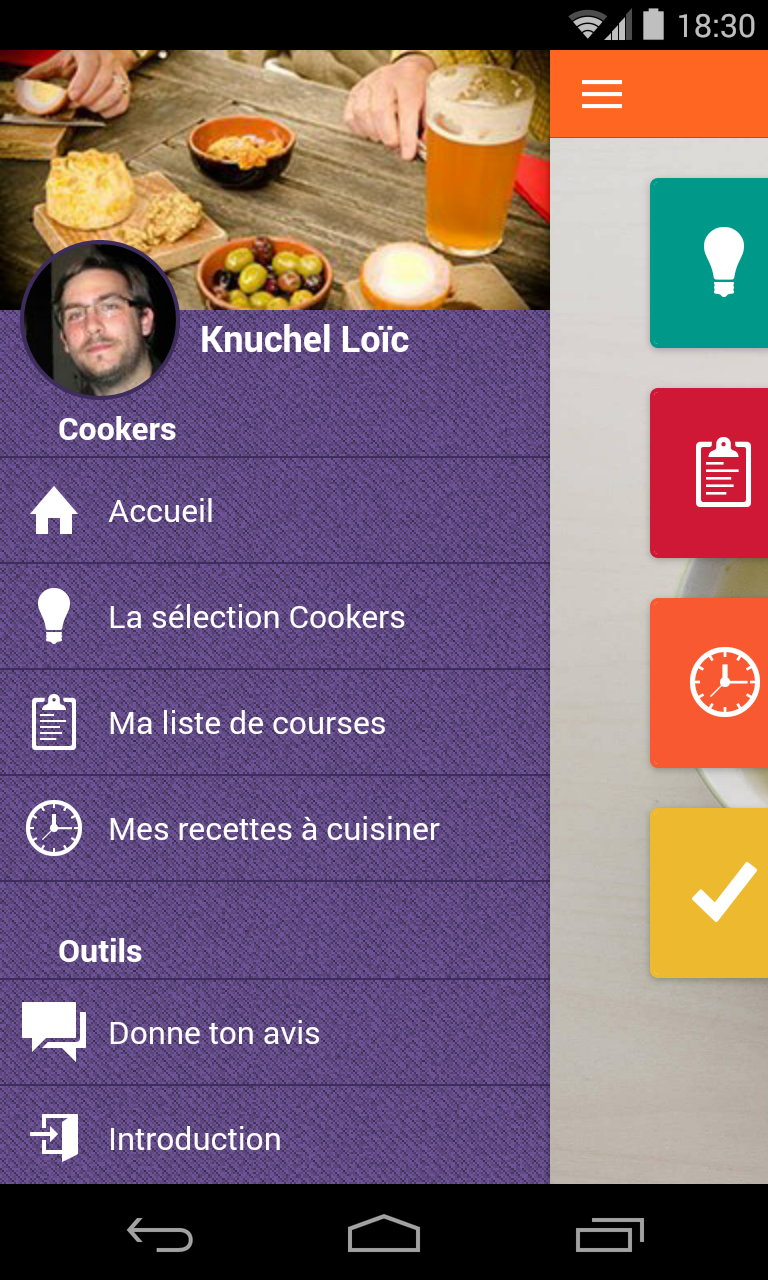 18:30
Knuchel Loïc
Cookers
Accueil
La sélection Cookers
Ma liste de courses
Mes recettes à cuisiner
Outils
Donne ton avis
Introduction